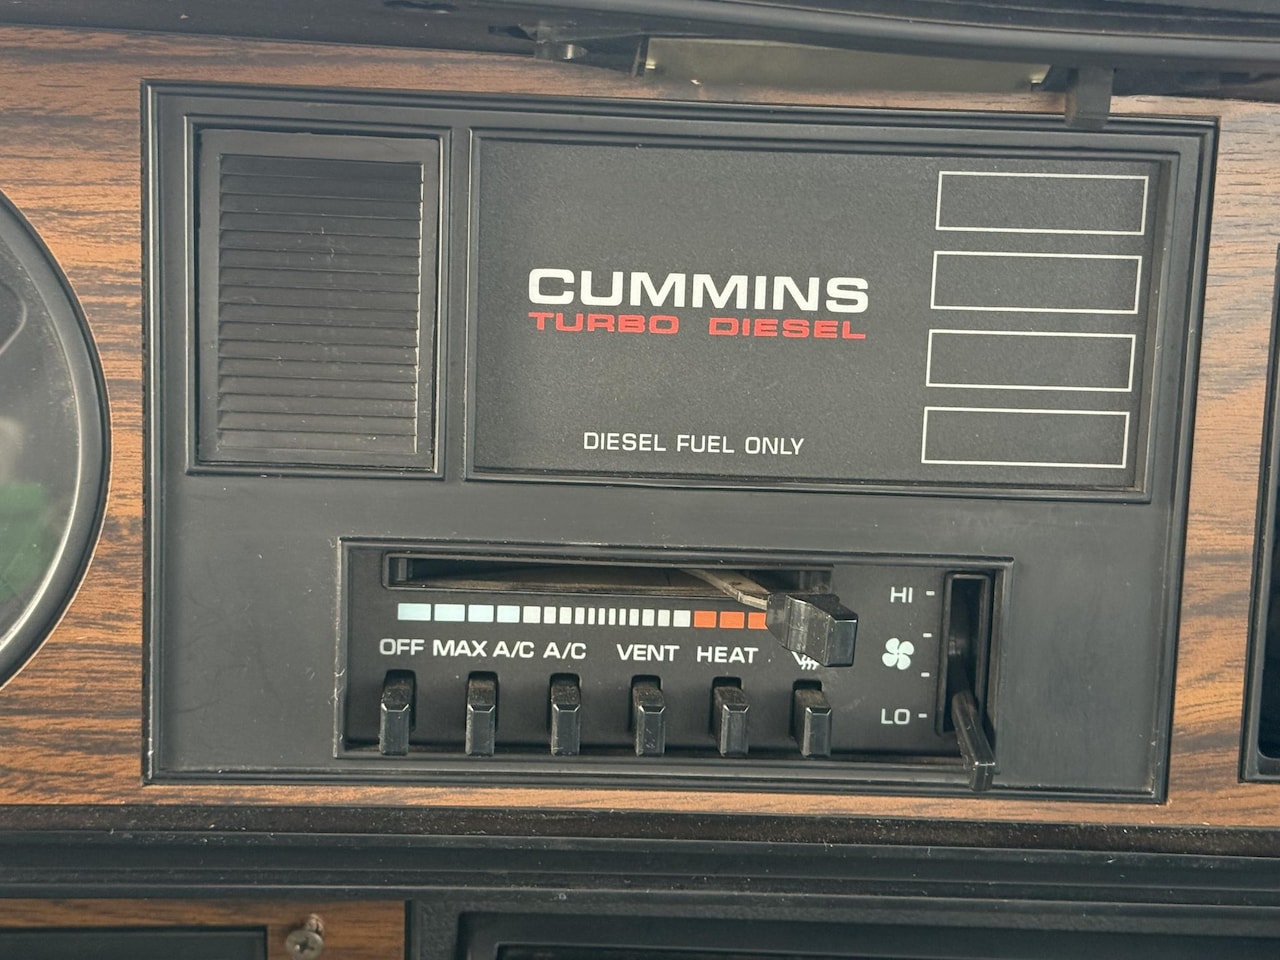 CUMMINS
TURBO DIESEL
DIESEL FUEL ONLY
HI
OFF MAX A/C A/C VENT HEAT
LO